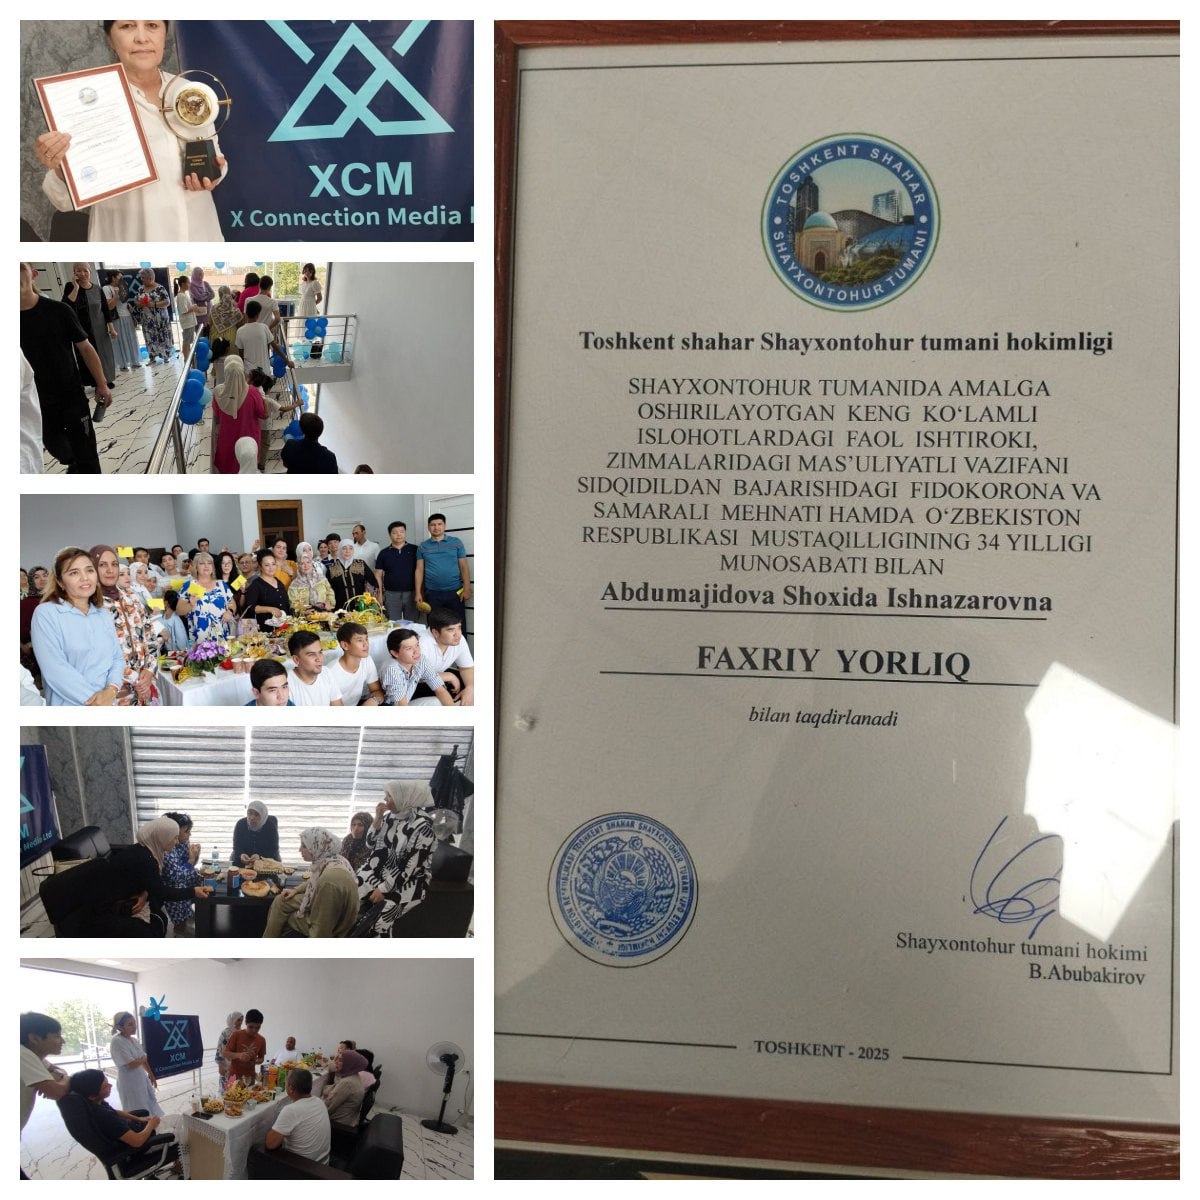 XCM
X Connection Media
XCM
X Connection Media Ltd
TOSHKENT SHAHAR
SHAYXONTOHUR TUMANI
Toshkent shahar Shayxontohur tumani hokimligi
SHAYXONTOHUR TUMANIDA AMALGA
OSHIRILAYOTGAN KENG KO‘LAMLI
ISLOHOTLARDAGI FAOL ISHTIROKI,
ZIMMALARIDAGI MAS’ULIYATLI VAZIFANI
SIDQIDILDAN BAJARISHDAGI FIDOKORONA VA
SAMARALI MEHNATI HAMDA O‘ZBEKISTON
RESPUBLIKASI MUSTAQILLIGINING 34 YILLIGI
MUNOSABATI BILAN
Abdumajidova Shoxida Ishnazarovna
FAXRIY YORLIQ
bilan taqdirlanadi
Shayxontohur tumani hokimi
B.Abubakirov
TOSHKENT - 2025